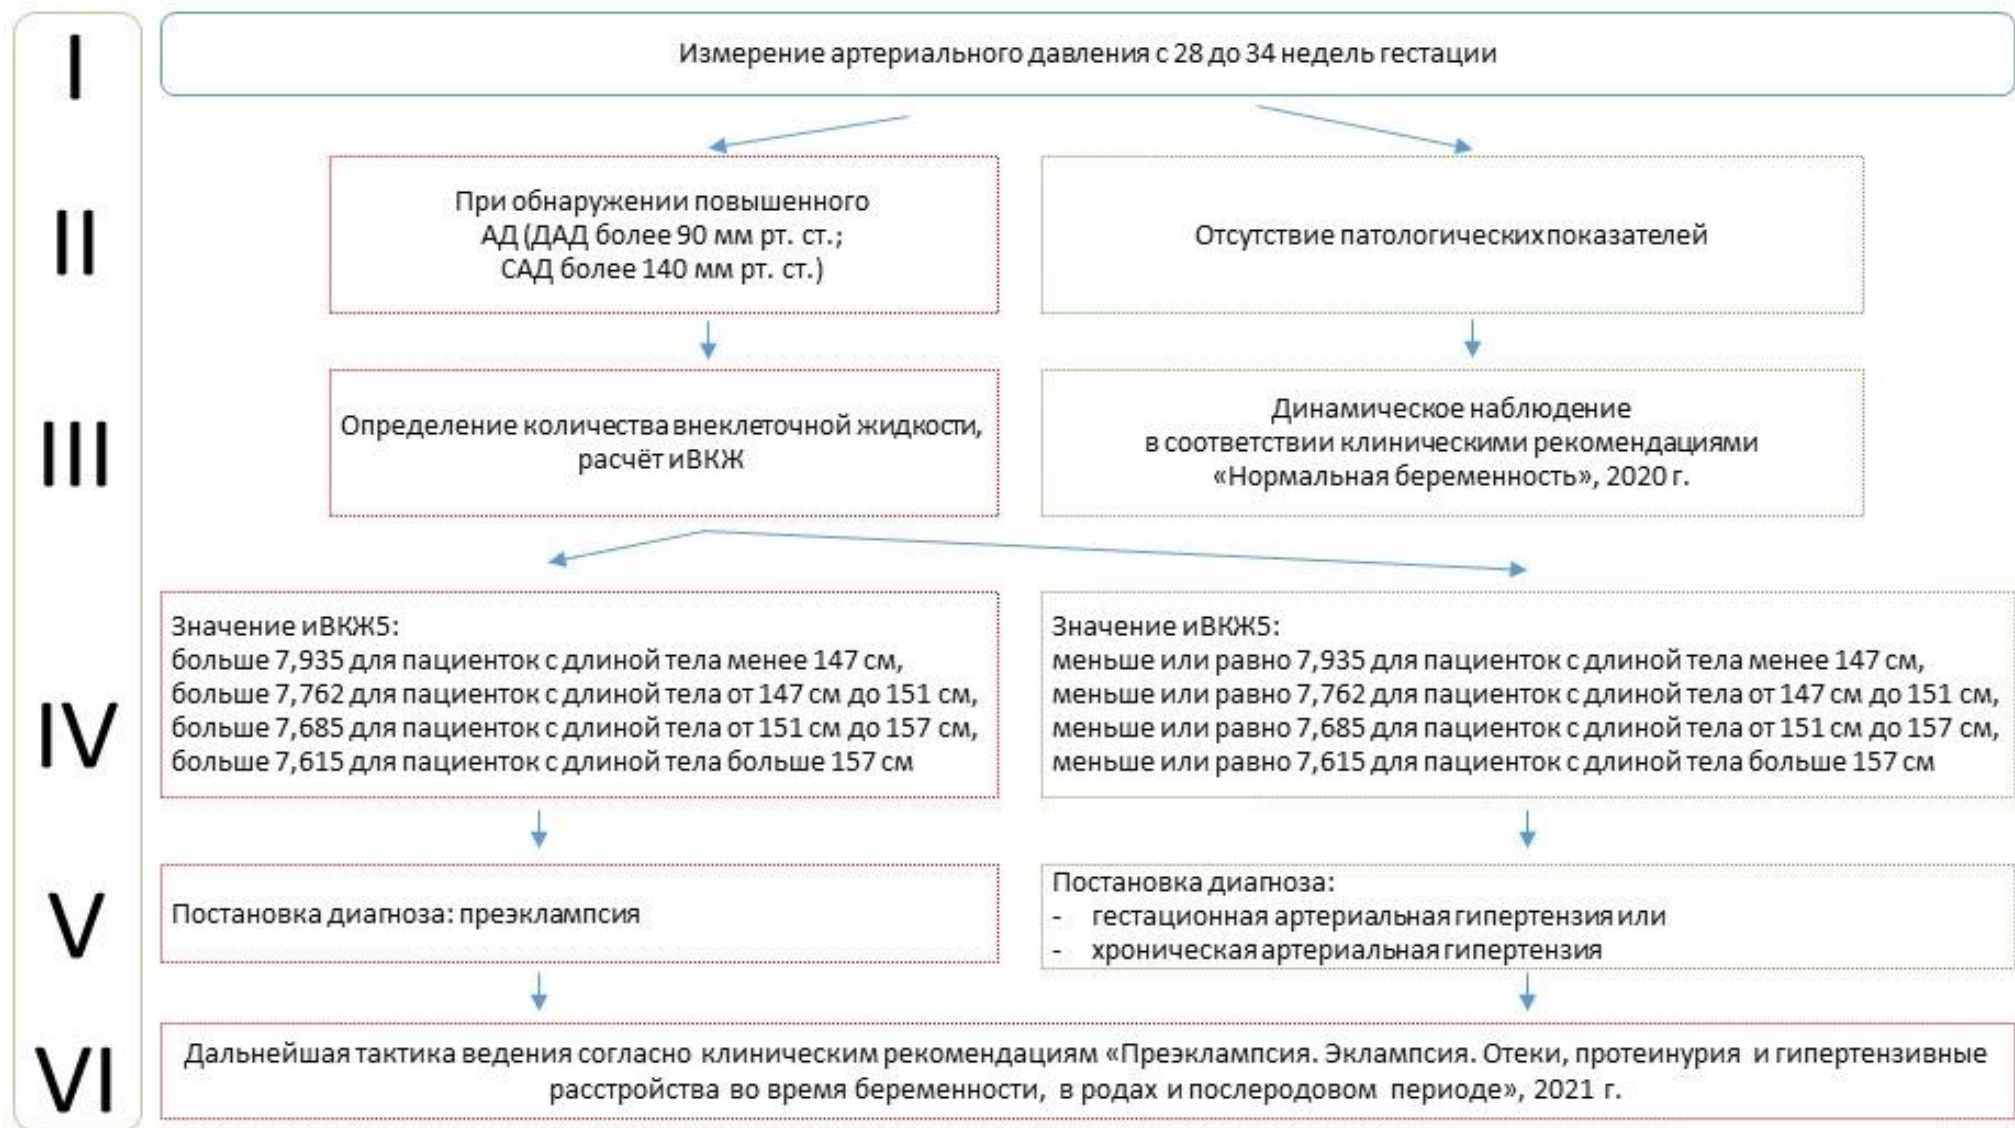 I
Измерение артериального давления с 28 до 34 недель гестации
II
При обнаружении повышенного
АД (ДАД более 90 мм рт. ст.;
САД более 140 мм рт. ст.)
Отсутствие патологических показателей
III
Определение количества внеклеточной жидкости,
расчёт иВКЖ
Динамическое наблюдение
в соответствии клиническими рекомендациями
«Нормальная беременность», 2020 г.
IV
Значение иВКЖ5:
больше 7,935 для пациенток с длиной тела менее 147 см,
больше 7,762 для пациенток с длиной тела от 147 см до 151 см,
больше 7,685 для пациенток с длиной тела от 151 см до 157 см,
больше 7,615 для пациенток с длиной тела больше 157 см
Значение иВКЖ5:
меньше или равно 7,935 для пациенток с длиной тела менее 147 см,
меньше или равно 7,762 для пациенток с длиной тела от 147 см до 151 см,
меньше или равно 7,685 для пациенток с длиной тела от 151 см до 157 см,
меньше или равно 7,615 для пациенток с длиной тела больше 157 см
V
Постановка диагноза: преэклампсия
Постановка диагноза:
- гестационная артериальная гипертензия или
- хроническая артериальная гипертензия
VI
Дальнейшая тактика ведения согласно клиническим рекомендациям «Преэклампсия. Эклампсия. Отеки, протеинурия и гипертензивные
расстройства во время беременности, в родах и послеродовом периоде», 2021 г.